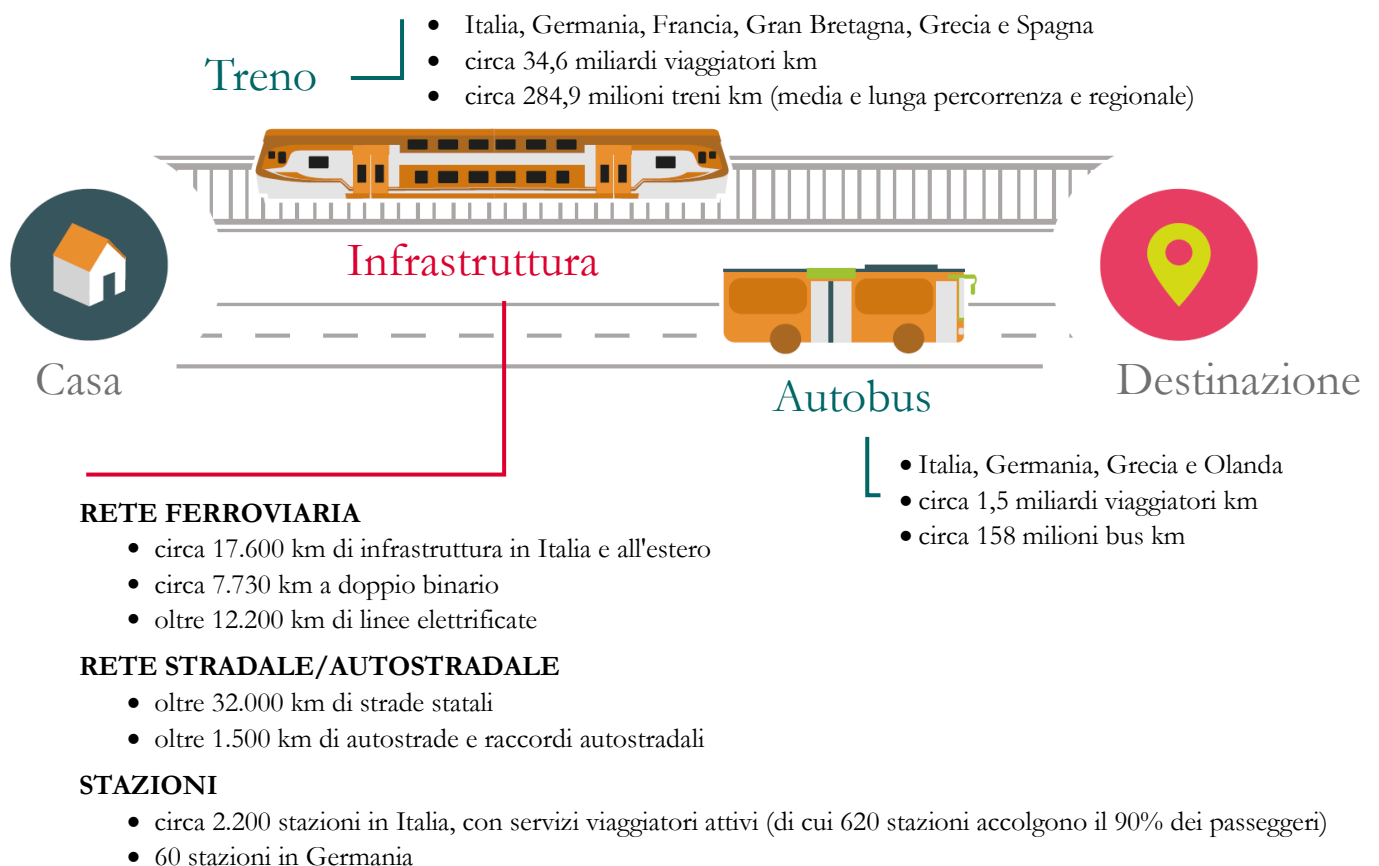 Treno
• Italia, Germania, Francia, Gran Bretagna, Grecia e Spagna
• circa 34,6 miliardi viaggiatori km
• circa 284,9 milioni treni km (media e lunga percorrenza e regionale)
Infrastruttura
Casa
Autobus
Destinazione
• Italia, Germania, Grecia e Olanda
• circa 1,5 miliardi viaggiatori km
• circa 158 milioni bus km
RETE FERROVIARIA
• circa 17.600 km di infrastruttura in Italia e all'estero
• circa 7.730 km a doppio binario
• oltre 12.200 km di linee elettrificate
RETE STRADALE/AUTOSTRADALE
• oltre 32.000 km di strade statali
• oltre 1.500 km di autostrade e raccordi autostradali
STAZIONI
• circa 2.200 stazioni in Italia, con servizi viaggiatori attivi (di cui 620 stazioni accolgono il 90% dei passeggeri)
• 60 stazioni in Germania